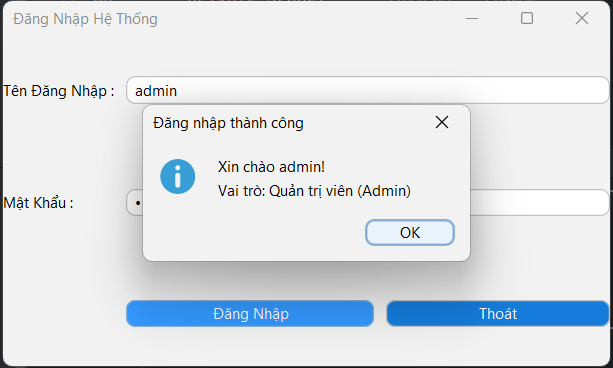 Đăng Nhập Hệ Thống
Tên Đăng Nhập : admin
Đăng nhập thành công
Xin chào admin!
Vai trò: Quản trị viên (Admin)
Mật Khẩu : •
OK
Đăng Nhập Thoát